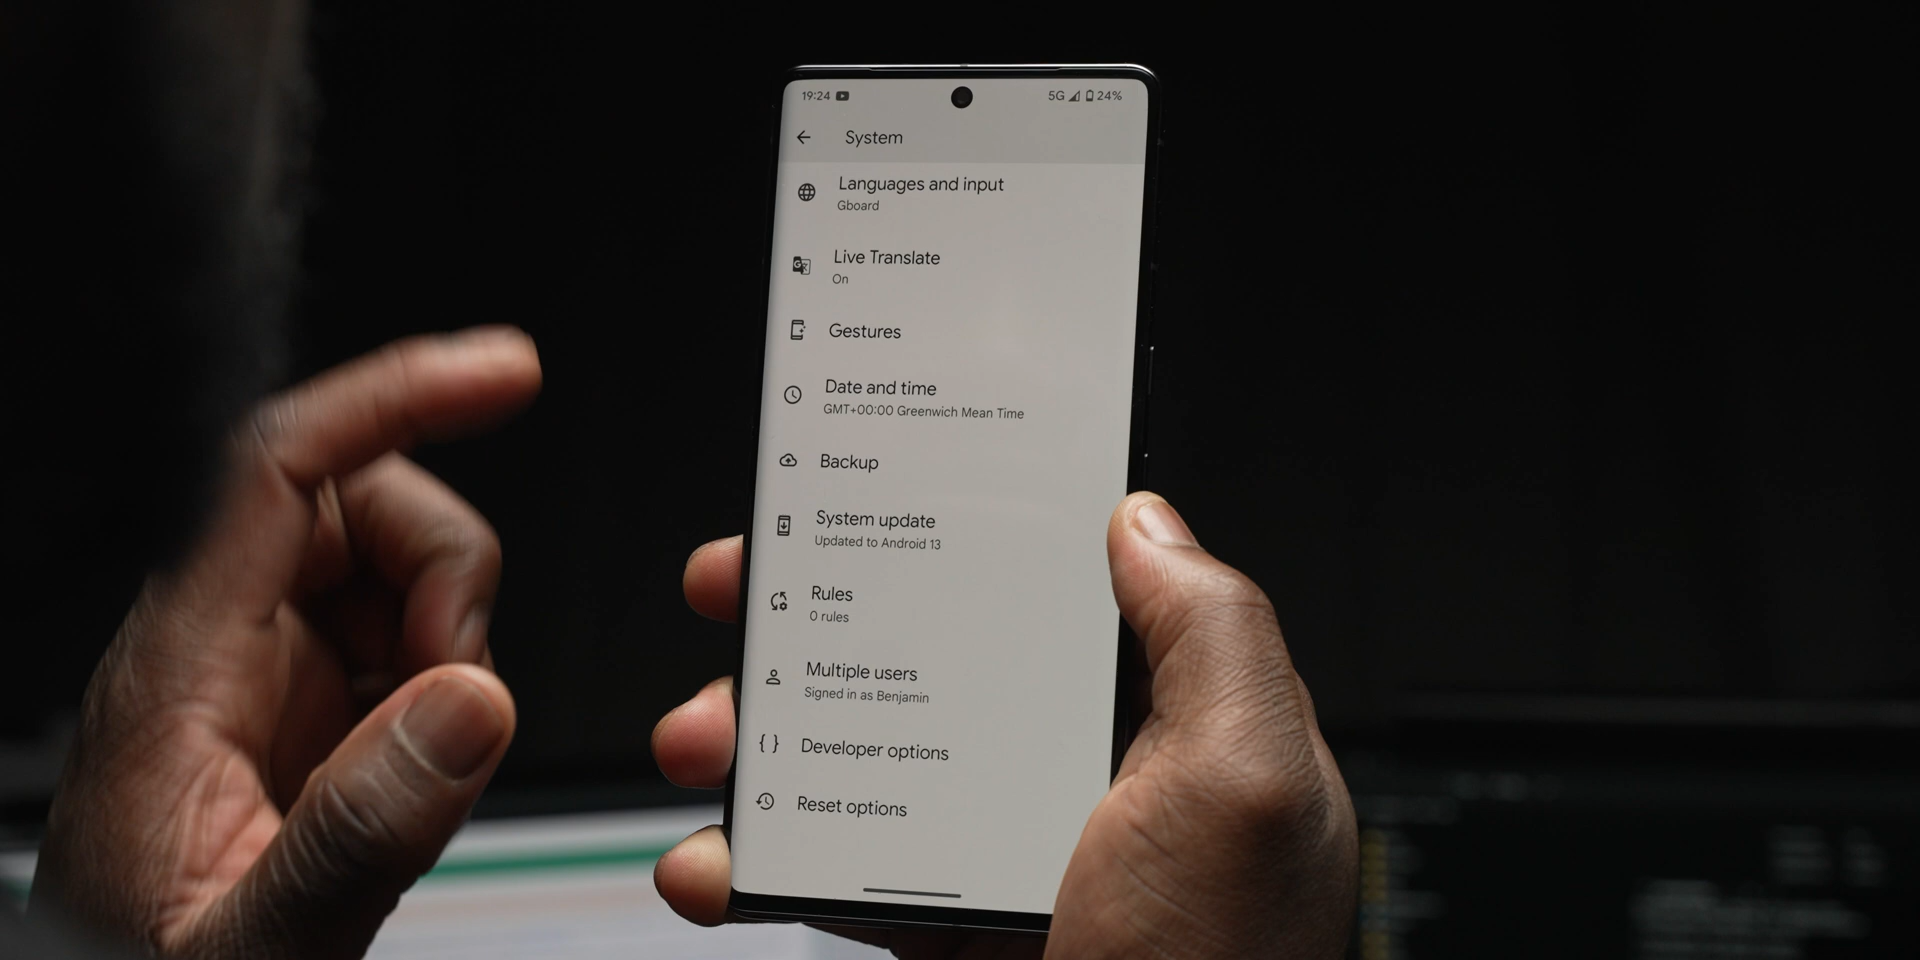 19:24 5G 24%
System
Languages and input
Gboard
Live Translate
On
Gestures
Date and time
GMT+00:00 Greenwich Mean Time
Backup
System update
Updated to Android 13
Rules
0 rules
Multiple users
Signed in as Benjamin
{ } Developer options
Reset options